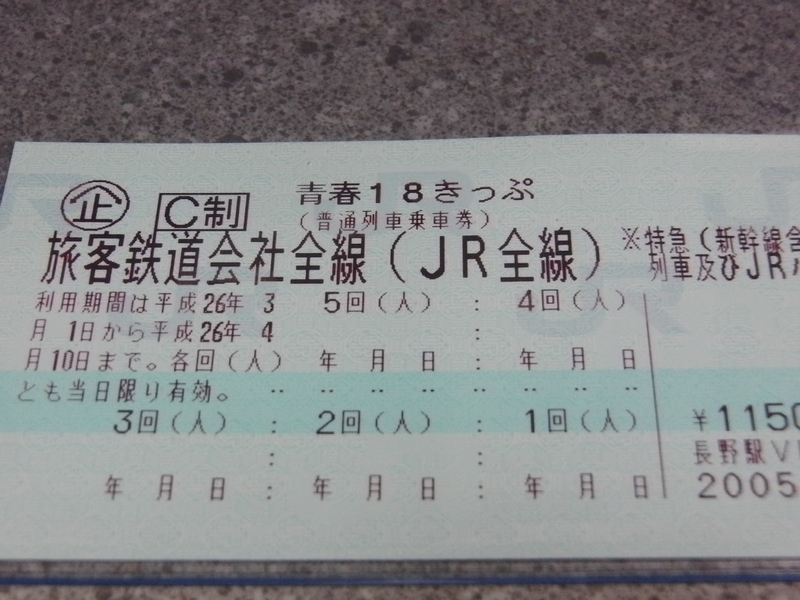 企 C制 青春18きっぷ
(普通列車乗車券)
旅客鉄道会社全線(JR全線) ※特急(新幹線含
列車及びJRバ
利用期間は平成26年 3 5回(人) : 4回(人)
月 1日から平成26年 4 :
月10日まで。各回(人) 年 月 日 : 年 月 日
とも当日限り有効。 ‥ ‥ ‥ ‥ ‥ ‥ ‥
3回(人) : 2回(人) : 1回(人) ¥1150
: : 長野駅V
年 月 日 : 年 月 日 : 年 月 日 2005